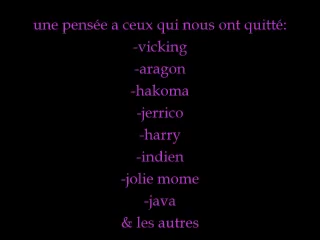 une pensée a ceux qui nous ont quitté:
-vicking
-aragon
-hakoma
-jerrico
-harry
-indien
-jolie mome
-java
& les autres